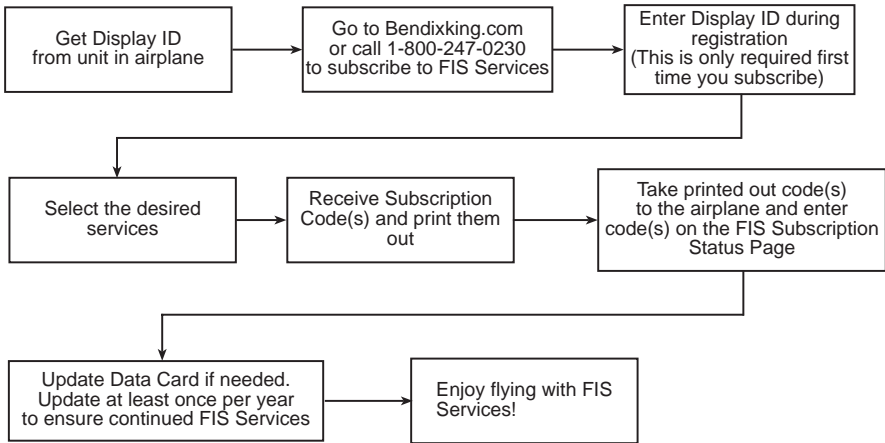 Get Display ID
from unit in airplane
Go to Bendixking.com
or call 1-800-247-0230
to subscribe to FIS Services
Enter Display ID during
registration
(This is only required first
time you subscribe)
Select the desired
services
Receive Subscription
Code(s) and print them
out
Take printed out code(s)
to the airplane and enter
code(s) on the FIS Subscription
Status Page
Update Data Card if needed.
Update at least once per year
to ensure continued FIS Services
Enjoy flying with FIS
Services!